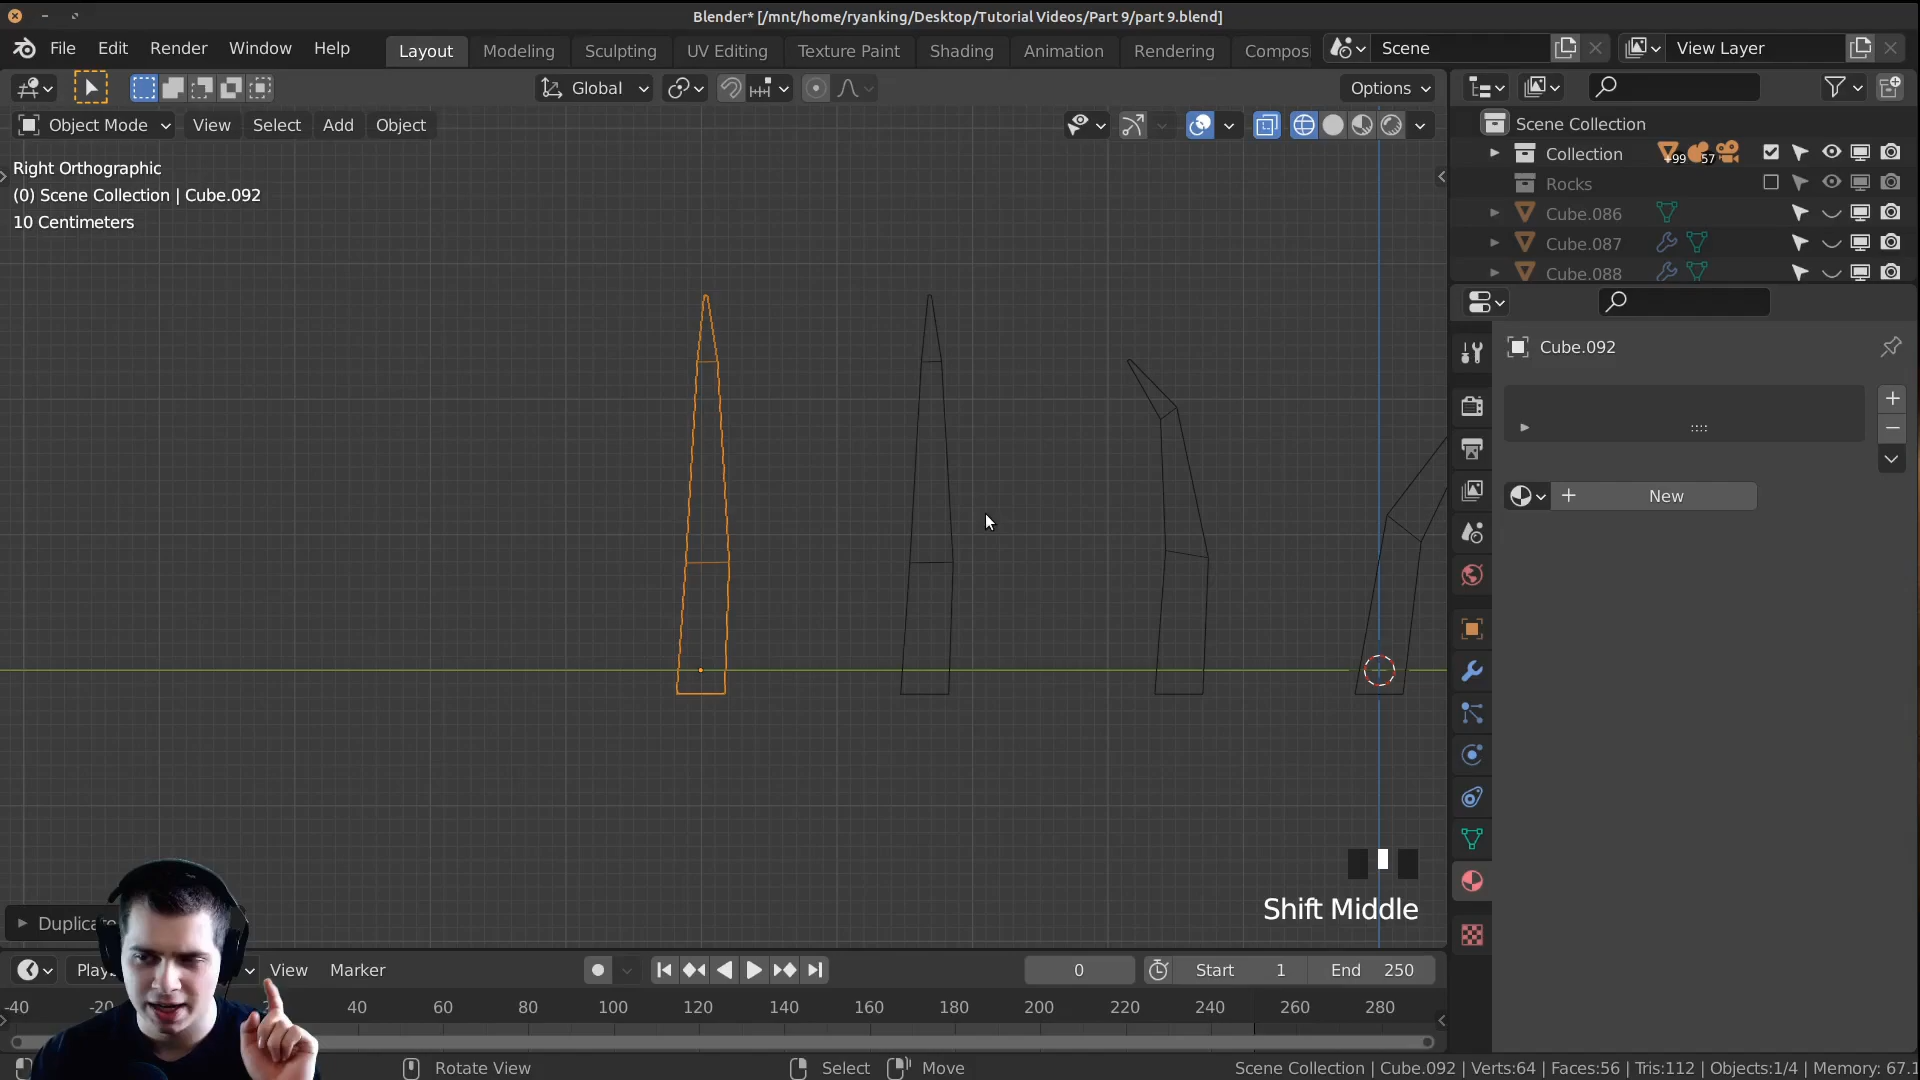 Blender* [/mnt/home/ryanking/Desktop/Tutorial Videos/Part 9/part 9.blend]
File Edit Render Window Help Layout Modeling Sculpting UV Editing Texture Paint Shading Animation Rendering Compos Scene View Layer
Global Options
Object Mode View Select Add Object
Right Orthographic
(0) Scene Collection | Cube.092
10 Centimeters
Scene Collection
Collection +99 57
Rocks
Cube.086
Cube.087
Cube.088
Cube.092
New
Shift Middle
Duplicate
View Marker 0 Start 1 End 250
-40 -20 20 40 60 80 100 120 140 160 180 200 220 240 260 280
Rotate View Select Move Scene Collection | Cube.092 | Verts:64 | Faces:56 | Tris:112 | Objects:1/4 | Memory: 67.1